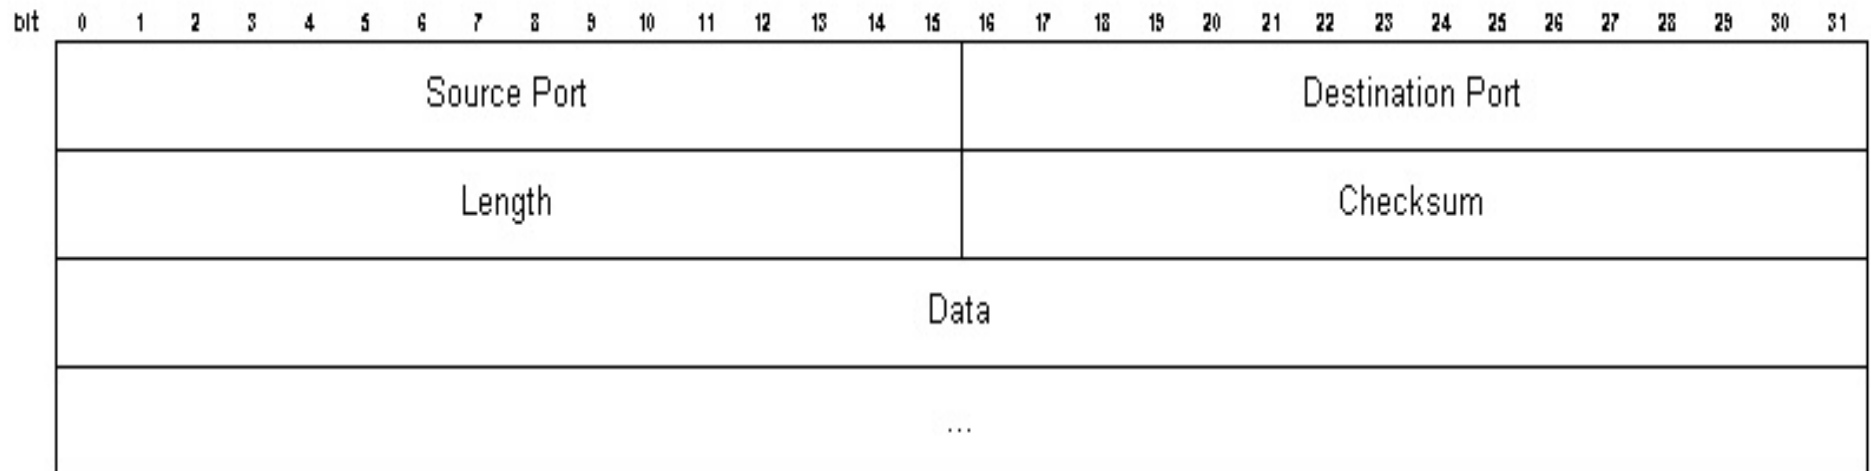 bit 0 1 2 3 4 5 6 7 8 9 10 11 12 13 14 15 16 17 18 19 20 21 22 23 24 25 26 27 28 29 30 31
Source Port Destination Port
Length Checksum
Data
...